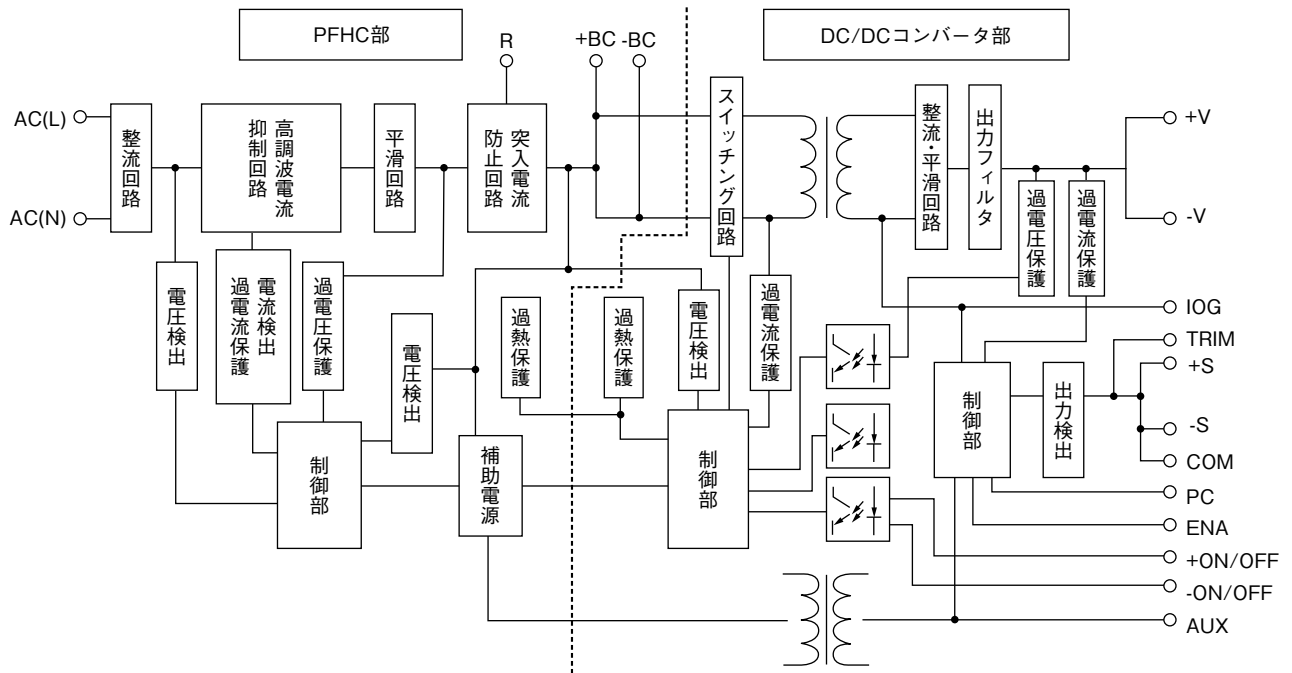 PFHC部
DC/DCコンバータ部
R
+BC
-BC
AC(L)
AC(N)
整流回路
高調波電流
抑制回路
平滑回路
突入電流
防止回路
スイッチング回路
整流・平滑回路
出力フィルタ
+V
-V
過電圧保護
過電流保護
電圧検出
電流検出
過電流保護
過電圧保護
電圧検出
過熱保護
過熱保護
電圧検出
過電流保護
制御部
補助電源
制御部
制御部
出力検出
IOG
TRIM
+S
-S
COM
PC
ENA
+ON/OFF
-ON/OFF
AUX